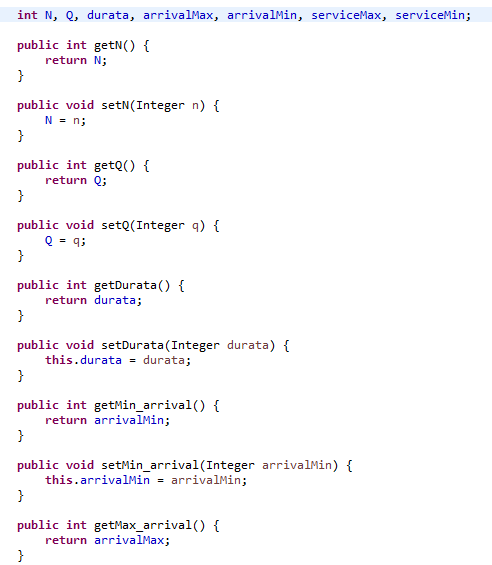 int N, Q, durata, arrivalMax, arrivalMin, serviceMax, serviceMin;
public int getN() {
return N;
}
public void setN(Integer n) {
N = n;
}
public int getQ() {
return Q;
}
public void setQ(Integer q) {
Q = q;
}
public int getDurata() {
return durata;
}
public void setDurata(Integer durata) {
this.durata = durata;
}
public int getMin_arrival() {
return arrivalMin;
}
public void setMin_arrival(Integer arrivalMin) {
this.arrivalMin = arrivalMin;
}
public int getMax_arrival() {
return arrivalMax;
}